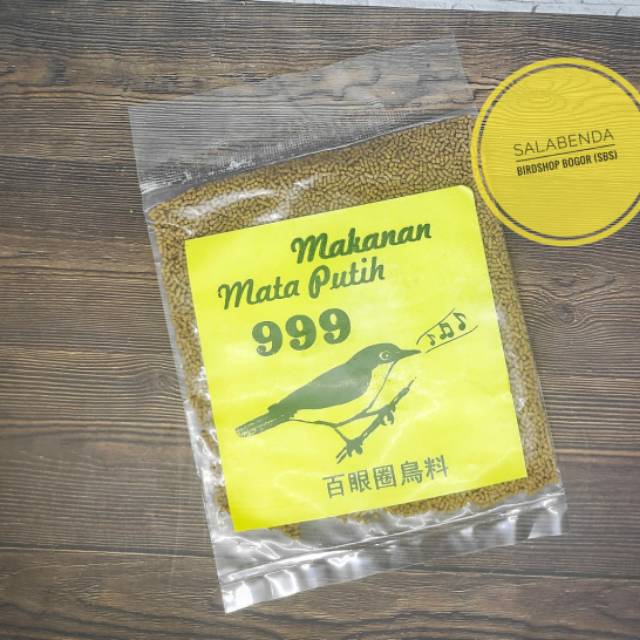 SALABENDA
BIRDSHOP BOGOR (SBS)
Makanan
Mata Putih
999
百眼圈鳥料